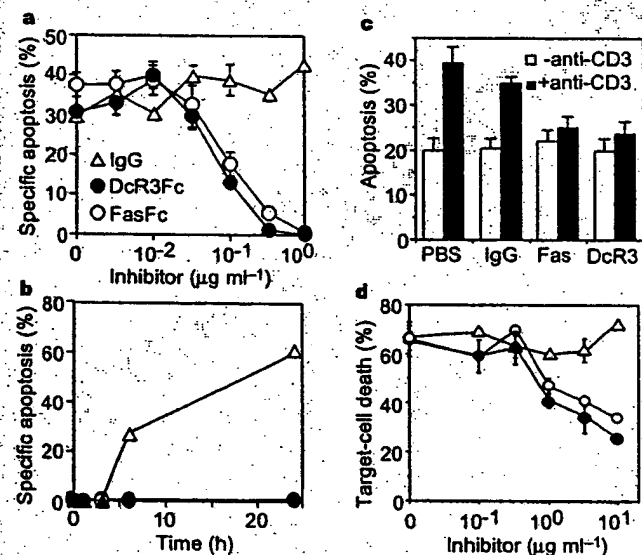 a
Specific apoptosis (%)
50
40
30
20
10
0
△ IgG
● DcR3Fc
○ FasFc
0 10⁻² 10⁻¹ 10⁰
Inhibitor (µg ml⁻¹)
c
Apoptosis (%)
40
30
20
10
0
□ -anti-CD3
■ +anti-CD3
PBS IgG Fas DcR3
b
Specific apoptosis (%)
80
60
40
20
0
0 10 20
Time (h)
d
Target-cell death (%)
80
60
40
20
0
0 10⁻¹ 10⁰ 10¹
Inhibitor (µg ml⁻¹)